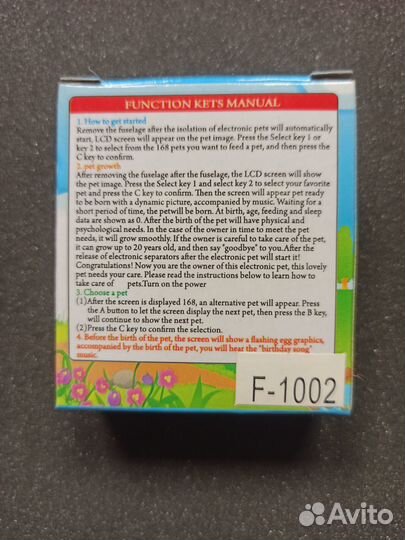 FUNCTION KETS MANUAL
1. How to get started
Remove the fuselage after the isolation of electronic pets will automatically
start, LCD screen will appear on the pet image. Press the Select key 1 or
key 2 to select from the 168 pets you want to feed a pet, and then press the
C key to confirm.
2. pet growth
After removing the fuselage after the fuselage, the LCD screen will show
the pet image. Press the Select key 1 and select key 2 to select your favorite
pet and press the C key to confirm. Then the screen will appear pet ready
to be born with a dynamic picture, accompanied by music. Waiting for a
short period of time, the petwill be born. At birth, age, feeding and sleep
data are shown as 0. After the birth of the pet will have physical and
psychological needs. In the case of the owner in time to meet the pet
needs, it will grow smoothly. If the owner is careful to take care of the pet,
it can grow up to 20 years old, and then say "goodbye" to you.After the
release of electronic separators after the electronic pet will start it!
Congratulations! Now you are the owner of this electronic pet, this lovely
pet needs your care. Please read the instructions below to learn how to
take care of pets.Turn on the power
3. Choose a pet
(1)After the screen is displayed 168, an alternative pet will appear. Press
the A button to let the screen display the next pet, then press the B key,
will continue to show the next pet.
(2)Press the C key to confirm the selection.
4. Before the birth of the pet, the screen will show a flashing egg graphics,
accompanied by the birth of the pet, you will hear the "birthday song"
music.
F-1002
Avito